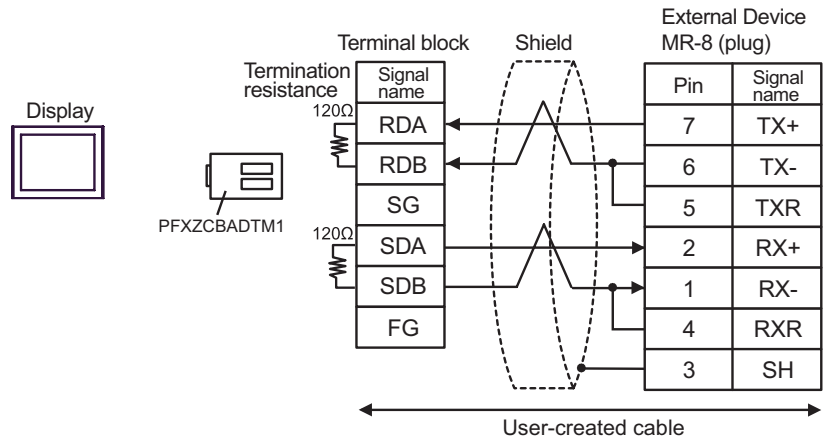 External Device
MR-8 (plug)
Terminal block
Shield
Termination
resistance
Display
PFXZCBADTM1
120Ω
120Ω
Signal
name
RDA
RDB
SG
SDA
SDB
FG
Pin
Signal
name
7
TX+
6
TX-
5
TXR
2
RX+
1
RX-
4
RXR
3
SH
User-created cable